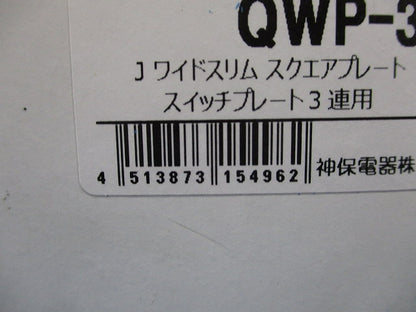 QWP-3
J ワイドスリム スクエアプレート
スイッチプレート3連用
4 513873 154962
神保電器株